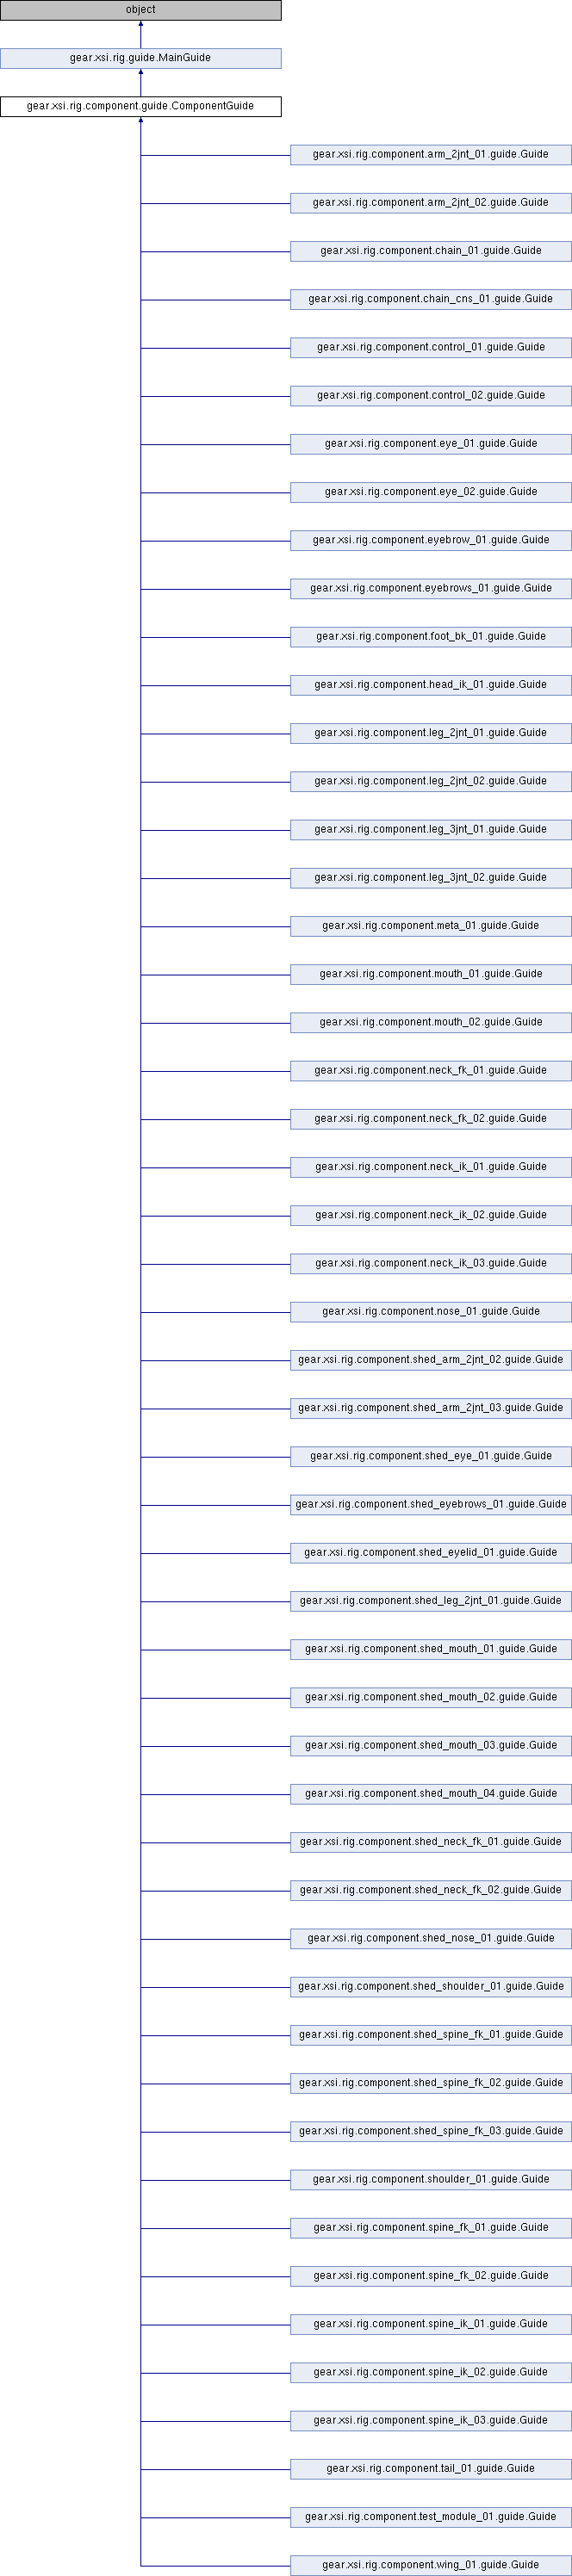 object
gear.xsi.rig.guide.MainGuide
gear.xsi.rig.component.guide.ComponentGuide
gear.xsi.rig.component.arm_2jnt_01.guide.Guide
gear.xsi.rig.component.arm_2jnt_02.guide.Guide
gear.xsi.rig.component.chain_01.guide.Guide
gear.xsi.rig.component.chain_cns_01.guide.Guide
gear.xsi.rig.component.control_01.guide.Guide
gear.xsi.rig.component.control_02.guide.Guide
gear.xsi.rig.component.eye_01.guide.Guide
gear.xsi.rig.component.eye_02.guide.Guide
gear.xsi.rig.component.eyebrow_01.guide.Guide
gear.xsi.rig.component.eyebrows_01.guide.Guide
gear.xsi.rig.component.foot_bk_01.guide.Guide
gear.xsi.rig.component.head_ik_01.guide.Guide
gear.xsi.rig.component.leg_2jnt_01.guide.Guide
gear.xsi.rig.component.leg_2jnt_02.guide.Guide
gear.xsi.rig.component.leg_3jnt_01.guide.Guide
gear.xsi.rig.component.leg_3jnt_02.guide.Guide
gear.xsi.rig.component.meta_01.guide.Guide
gear.xsi.rig.component.mouth_01.guide.Guide
gear.xsi.rig.component.mouth_02.guide.Guide
gear.xsi.rig.component.neck_fk_01.guide.Guide
gear.xsi.rig.component.neck_fk_02.guide.Guide
gear.xsi.rig.component.neck_ik_01.guide.Guide
gear.xsi.rig.component.neck_ik_02.guide.Guide
gear.xsi.rig.component.neck_ik_03.guide.Guide
gear.xsi.rig.component.nose_01.guide.Guide
gear.xsi.rig.component.shed_arm_2jnt_02.guide.Guide
gear.xsi.rig.component.shed_arm_2jnt_03.guide.Guide
gear.xsi.rig.component.shed_eye_01.guide.Guide
gear.xsi.rig.component.shed_eyebrows_01.guide.Guide
gear.xsi.rig.component.shed_eyelid_01.guide.Guide
gear.xsi.rig.component.shed_leg_2jnt_01.guide.Guide
gear.xsi.rig.component.shed_mouth_01.guide.Guide
gear.xsi.rig.component.shed_mouth_02.guide.Guide
gear.xsi.rig.component.shed_mouth_03.guide.Guide
gear.xsi.rig.component.shed_mouth_04.guide.Guide
gear.xsi.rig.component.shed_neck_fk_01.guide.Guide
gear.xsi.rig.component.shed_neck_fk_02.guide.Guide
gear.xsi.rig.component.shed_nose_01.guide.Guide
gear.xsi.rig.component.shed_shoulder_01.guide.Guide
gear.xsi.rig.component.shed_spine_fk_01.guide.Guide
gear.xsi.rig.component.shed_spine_fk_02.guide.Guide
gear.xsi.rig.component.shed_spine_fk_03.guide.Guide
gear.xsi.rig.component.shoulder_01.guide.Guide
gear.xsi.rig.component.spine_fk_01.guide.Guide
gear.xsi.rig.component.spine_fk_02.guide.Guide
gear.xsi.rig.component.spine_ik_01.guide.Guide
gear.xsi.rig.component.spine_ik_02.guide.Guide
gear.xsi.rig.component.spine_ik_03.guide.Guide
gear.xsi.rig.component.tail_01.guide.Guide
gear.xsi.rig.component.test_module_01.guide.Guide
gear.xsi.rig.component.wing_01.guide.Guide